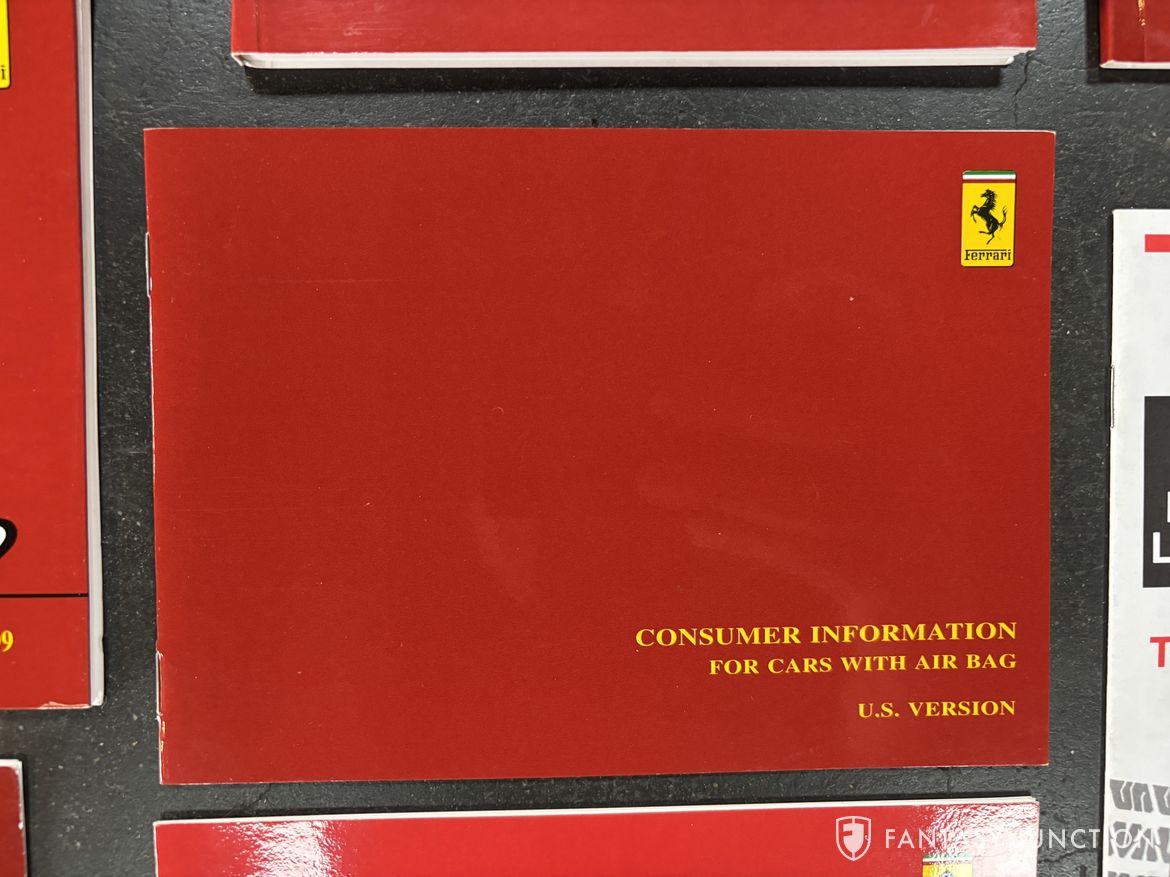 Ferrari
CONSUMER INFORMATION
FOR CARS WITH AIR BAG
U.S. VERSION
FANTASY JUNCTION